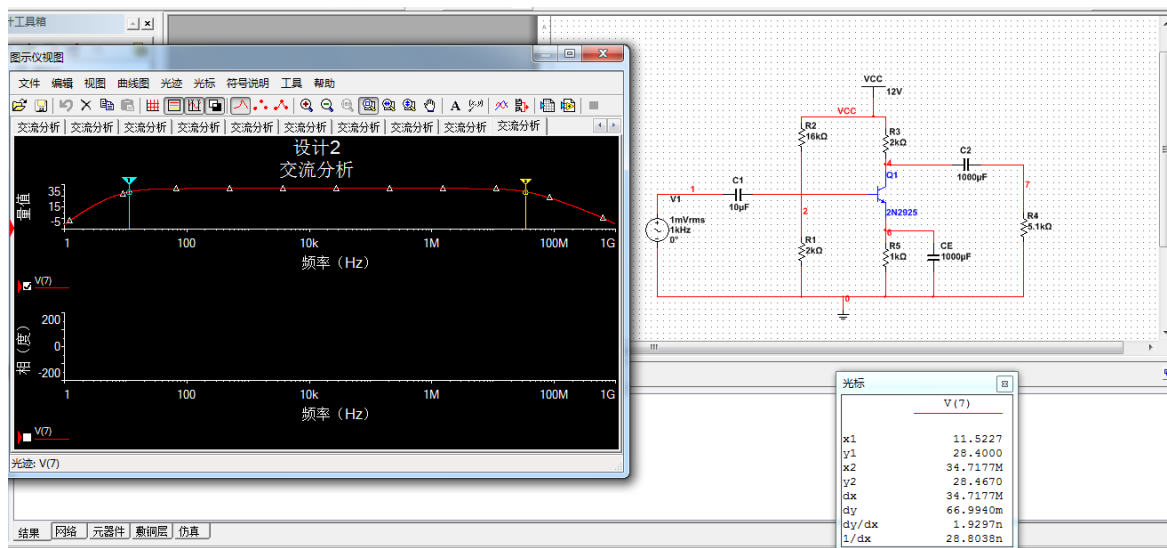 计工具箱
图示仪视图
文件 编辑 视图 曲线图 光迹 光标 符号说明 工具 帮助
交流分析 交流分析 交流分析 交流分析 交流分析 交流分析 交流分析 交流分析 交流分析 交流分析
设计2
交流分析
量值
35
15
-5
1 100 10k 1M 100M 1G
频率（Hz）
V(7)
相（度）
200
0
-200
1 100 10k 1M 100M 1G
频率（Hz）
V(7)
光迹: V(7)
结果 网络 元器件 敷铜层 仿真
A
VCC
12V
VCC
R2
16kΩ
R3
2kΩ
4
C2
1000µF
7
Q1
2N2925
C1
10µF
1
2
V1
1mVrms
1kHz
0°
6
R1
2kΩ
R5
1kΩ
CE
1000µF
R4
5.1kΩ
0
光标
V(7)
x1 11.5227
y1 28.4000
x2 34.7177M
y2 28.4670
dx 34.7177M
dy 66.9940m
dy/dx 1.9297n
1/dx 28.8038n